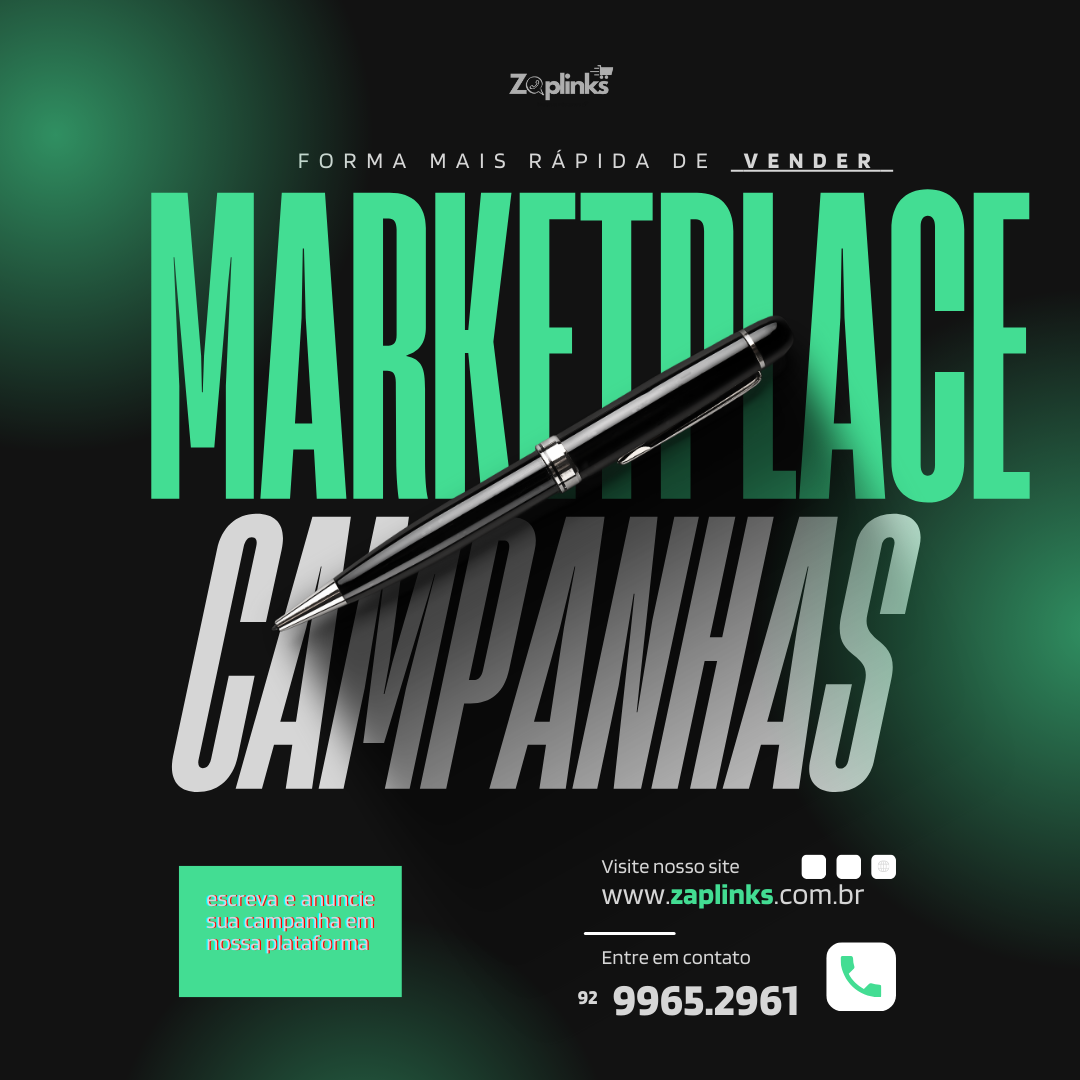 Zaplinks
FORMA MAIS RÁPIDA DE VENDER
MARKETPLACE
CAMPANHAS
escreva e anuncie
sua campanha em
nossa plataforma
Visite nosso site
www.zaplinks.com.br
Entre em contato
92 9965.2961